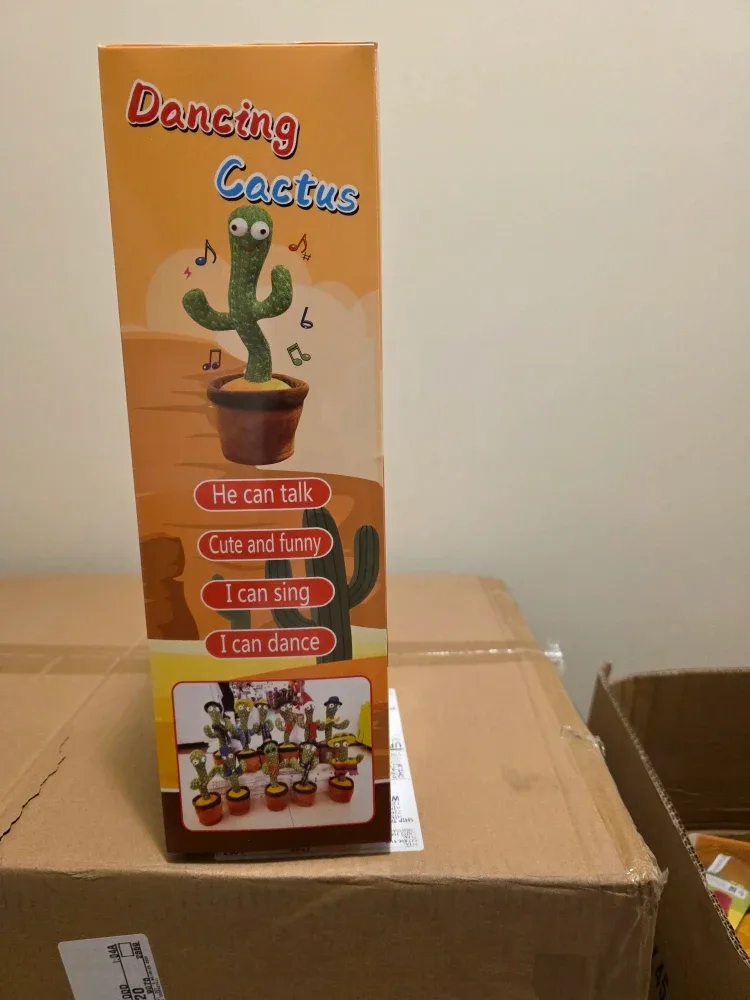 Dancing
Cactus
He can talk
Cute and funny
I can sing
I can dance